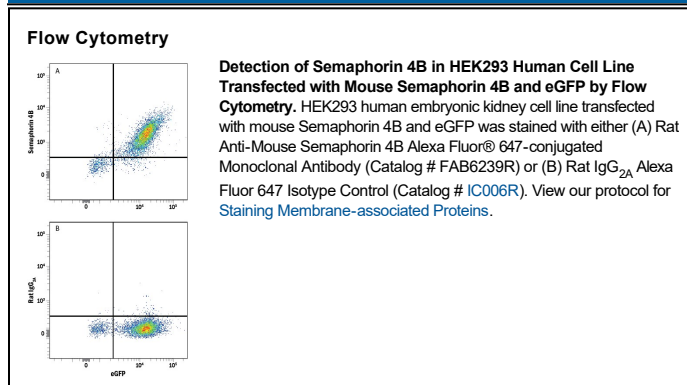 Flow Cytometry
Detection of Semaphorin 4B in HEK293 Human Cell Line
Transfected with Mouse Semaphorin 4B and eGFP by Flow
Cytometry. HEK293 human embryonic kidney cell line transfected
with mouse Semaphorin 4B and eGFP was stained with either (A) Rat
Anti-Mouse Semaphorin 4B Alexa Fluor® 647-conjugated
Monoclonal Antibody (Catalog # FAB6239R) or (B) Rat IgG2A Alexa
Fluor 647 Isotype Control (Catalog # IC006R). View our protocol for
Staining Membrane-associated Proteins.
A
Semaphorin 4B
0
0
B
Rat IgG2A
0
0
eGFP